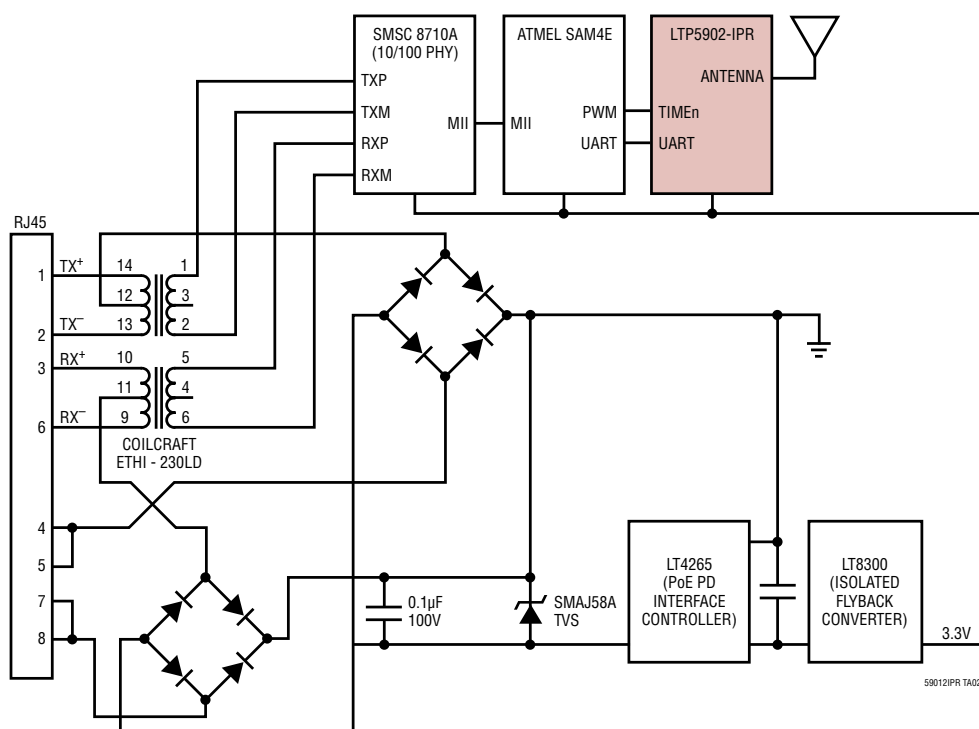 SMSC 8710A
(10/100 PHY)
TXP
TXM
RXP
RXM
MII
ATMEL SAM4E
MII
PWM
UART
LTP5902-IPR
ANTENNA
TIMEn
UART
RJ45
1
TX+
14
12
13
1
3
2
2
TX–
3
RX+
10
11
9
5
4
6
6
RX–
COILCRAFT
ETHI - 230LD
4
5
7
8
0.1µF
100V
SMAJ58A
TVS
LT4265
(PoE PD
INTERFACE
CONTROLLER)
LT8300
(ISOLATED
FLYBACK
CONVERTER)
3.3V
59012IPR TA02